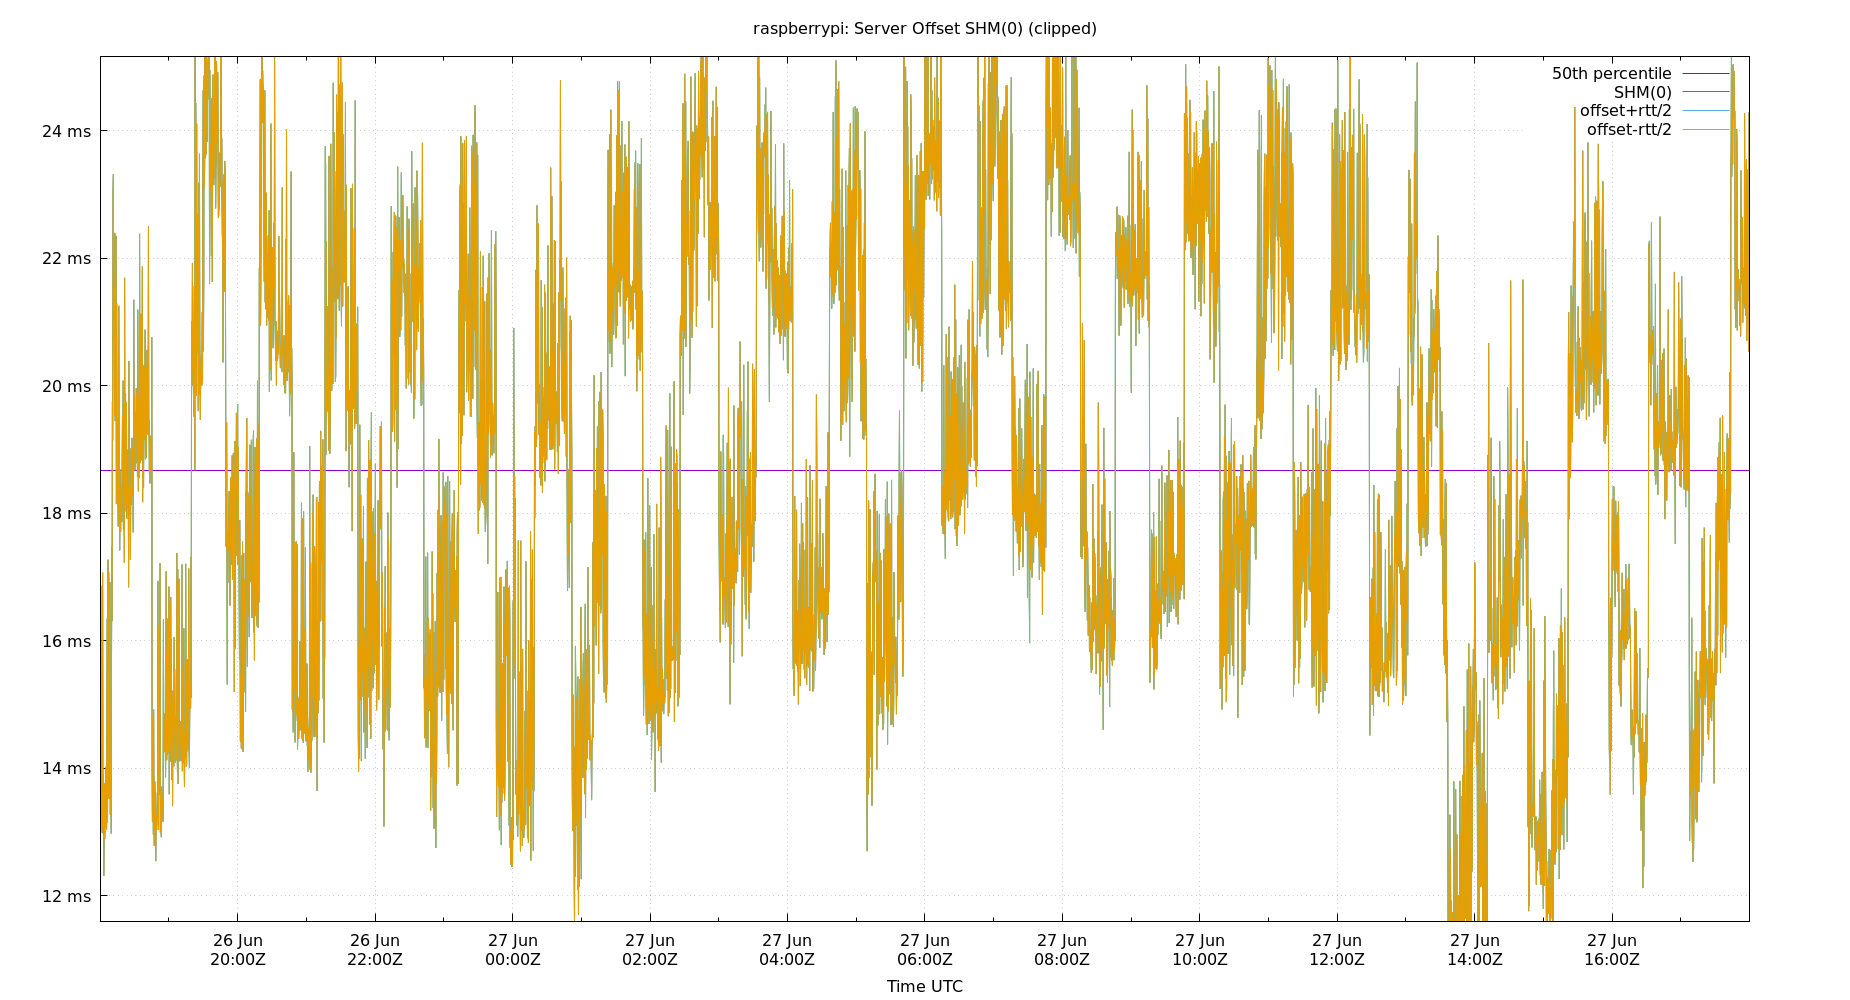 raspberrypi: Server Offset SHM(0) (clipped)
50th percentile
SHM(0)
offset+rtt/2
offset-rtt/2
24 ms
22 ms
20 ms
18 ms
16 ms
14 ms
12 ms
26 Jun 26 Jun 27 Jun 27 Jun 27 Jun 27 Jun 27 Jun 27 Jun 27 Jun 27 Jun 27 Jun
20:00Z 22:00Z 00:00Z 02:00Z 04:00Z 06:00Z 08:00Z 10:00Z 12:00Z 14:00Z 16:00Z
Time UTC